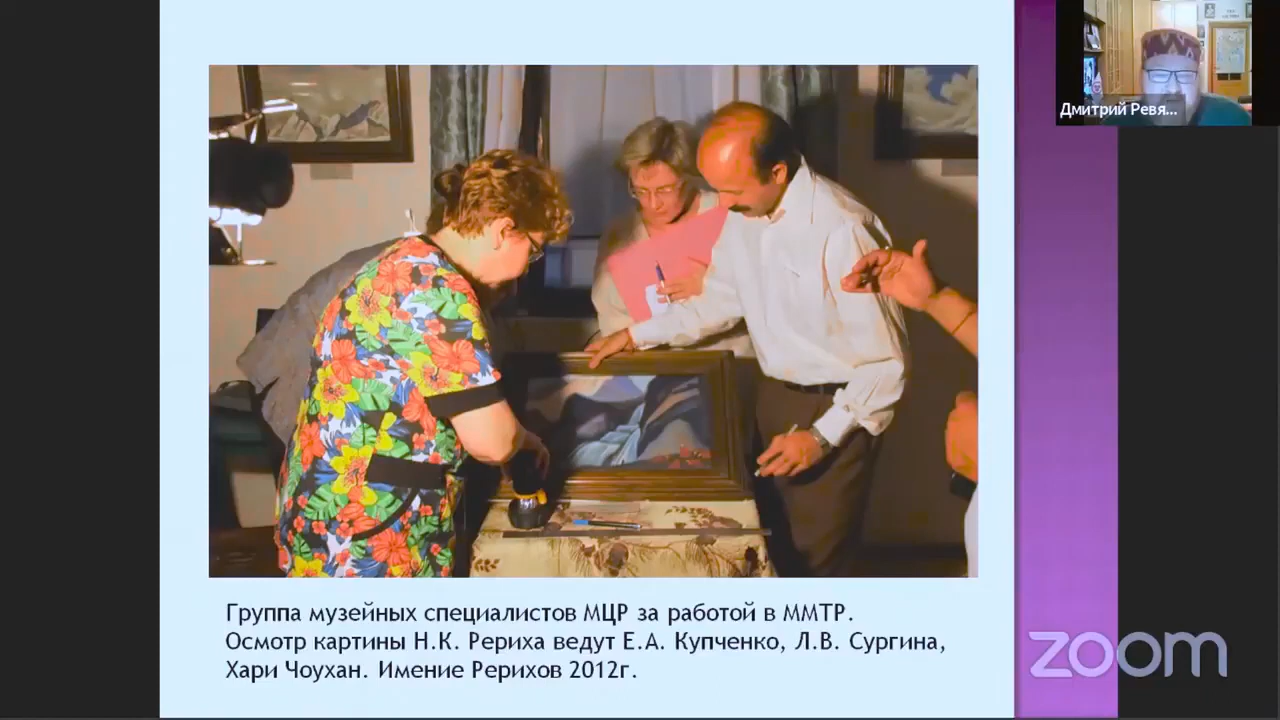 Дмитрий Ревя...
Группа музейных специалистов МЦР за работой в ММТР.
Осмотр картины Н.К. Рериха ведут Е.А. Купченко, Л.В. Сургина,
Хари Чоухан. Имение Рерихов 2012г.
zoom